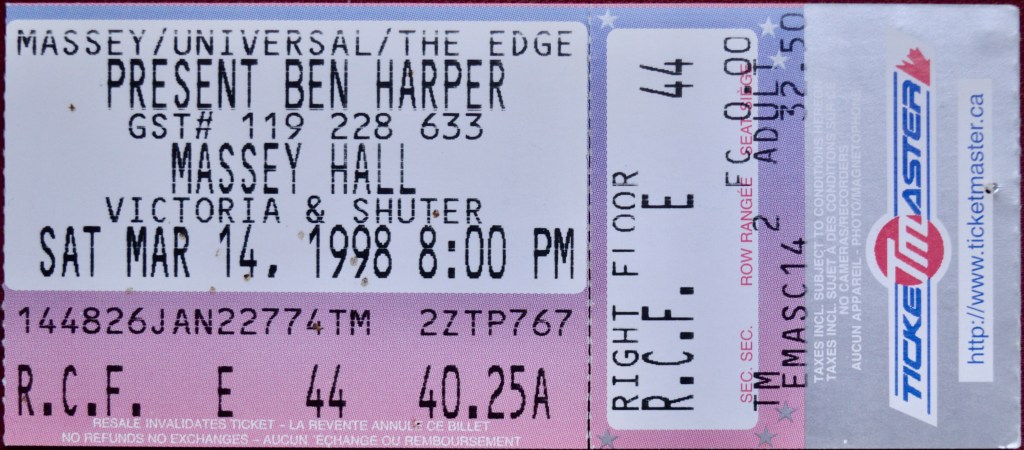 MASSEY/UNIVERSAL/THE EDGE
PRESENT BEN HARPER
GST# 119 228 633
MASSEY HALL
VICTORIA & SHUTER
SAT MAR 14, 1998 8:00 PM
144826JAN22774TM 2ZTP767
R.C.F. E 44 40.25A
RESALE INVALIDATES TICKET - LA REVENTE ANNULE CE BILLET
NO REFUNDS NO EXCHANGES - AUCUN 'ÉCHANGE OU REMBOURSEMENT
RIGHT FLOOR
R.C.F. E 44
SEC. SEC. ROW RANGÉE SEAT SIÈGE
FC 0.00
TM 2 ADULT
EMASC14 32.50
TAXES INCL. SUBJECT TO CONDITIONS HEREOF
TAXES INCL. SUJET A DES CONDITIONS
NO CAMERAS/RECORDERS
AUCUN APPAREIL - PHOTO/MAGNETOPHONE
TICKETMASTER
http://www.ticketmaster.ca